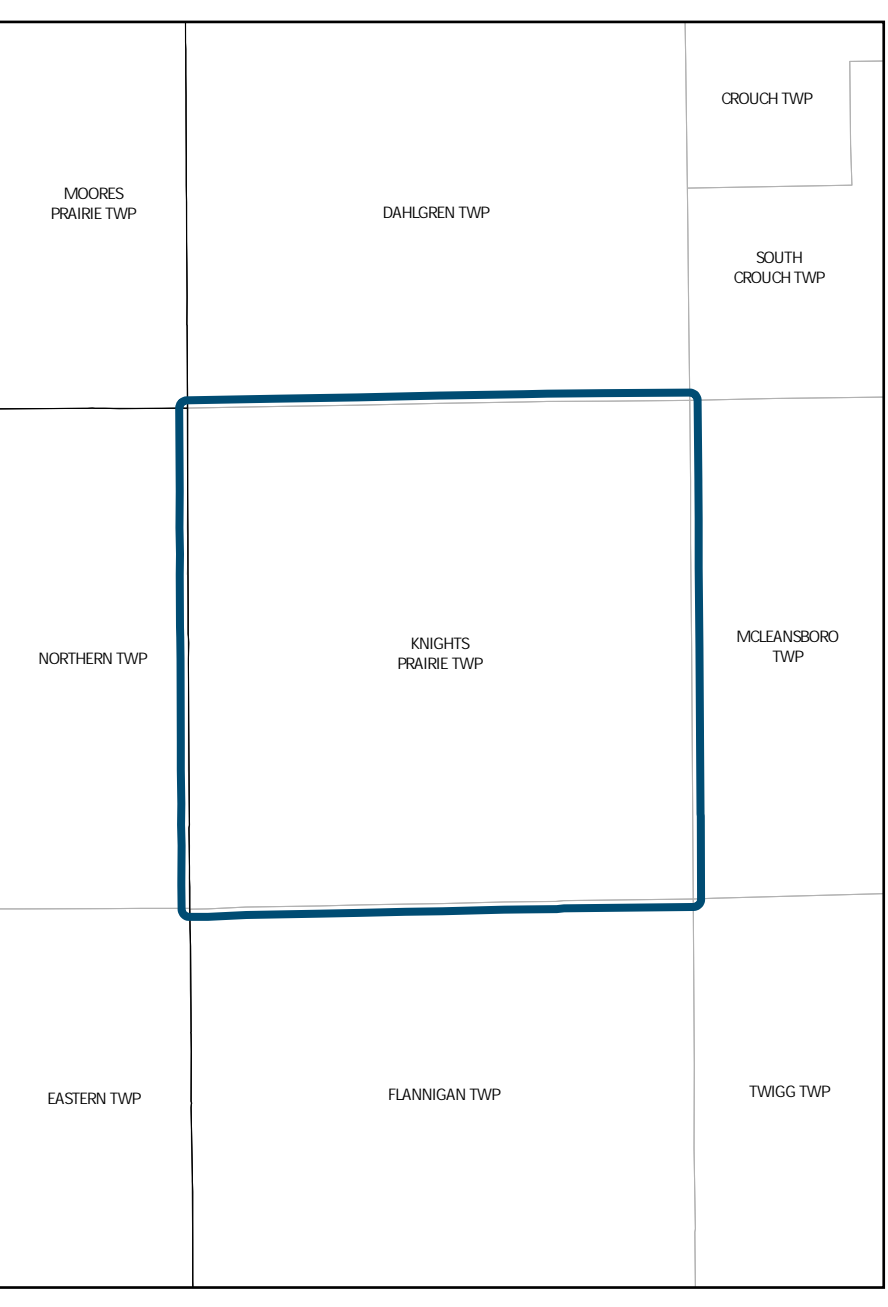 CROUCH TWP
MOORES
PRAIRIE TWP
DAHLGREN TWP
SOUTH
CROUCH TWP
NORTHERN TWP
KNIGHTS
PRAIRIE TWP
MCLEANSBORO
TWP
EASTERN TWP
FLANNIGAN TWP
TWIGG TWP